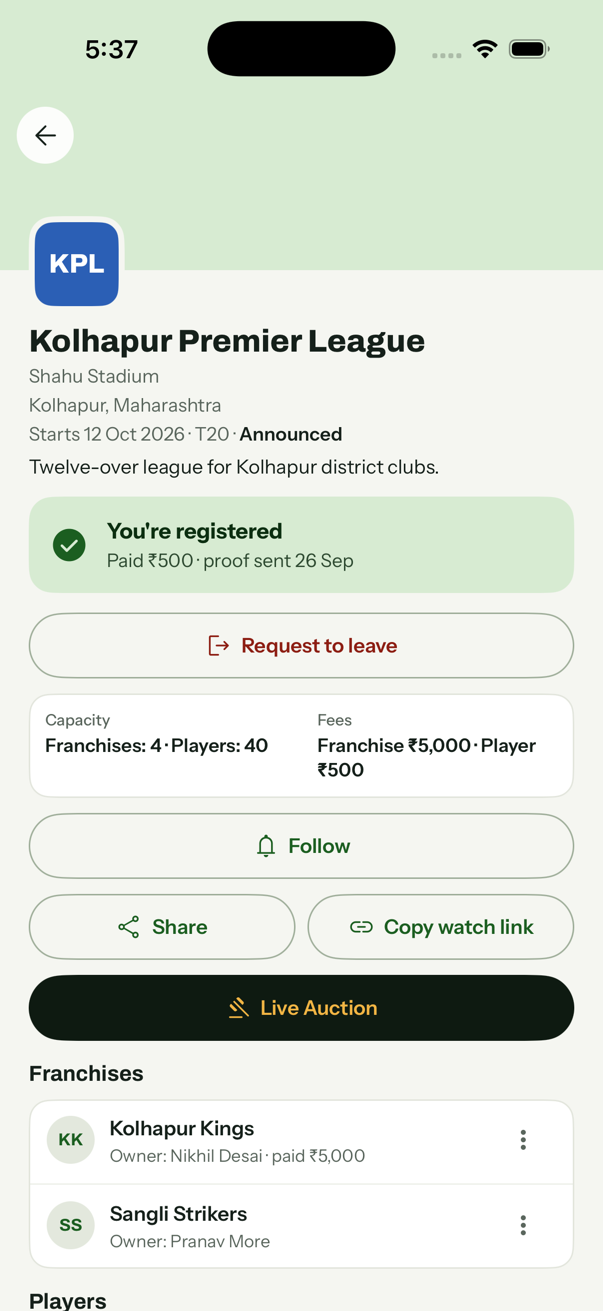 5:37
KPL
Kolhapur Premier League
Shahu Stadium
Kolhapur, Maharashtra
Starts 12 Oct 2026 · T20 · Announced
Twelve-over league for Kolhapur district clubs.
You're registered
Paid ₹500 · proof sent 26 Sep
Request to leave
Capacity
Franchises: 4 · Players: 40
Fees
Franchise ₹5,000 · Player
₹500
Follow
Share
Copy watch link
Live Auction
Franchises
KK
Kolhapur Kings
Owner: Nikhil Desai · paid ₹5,000
SS
Sangli Strikers
Owner: Pranav More
Players